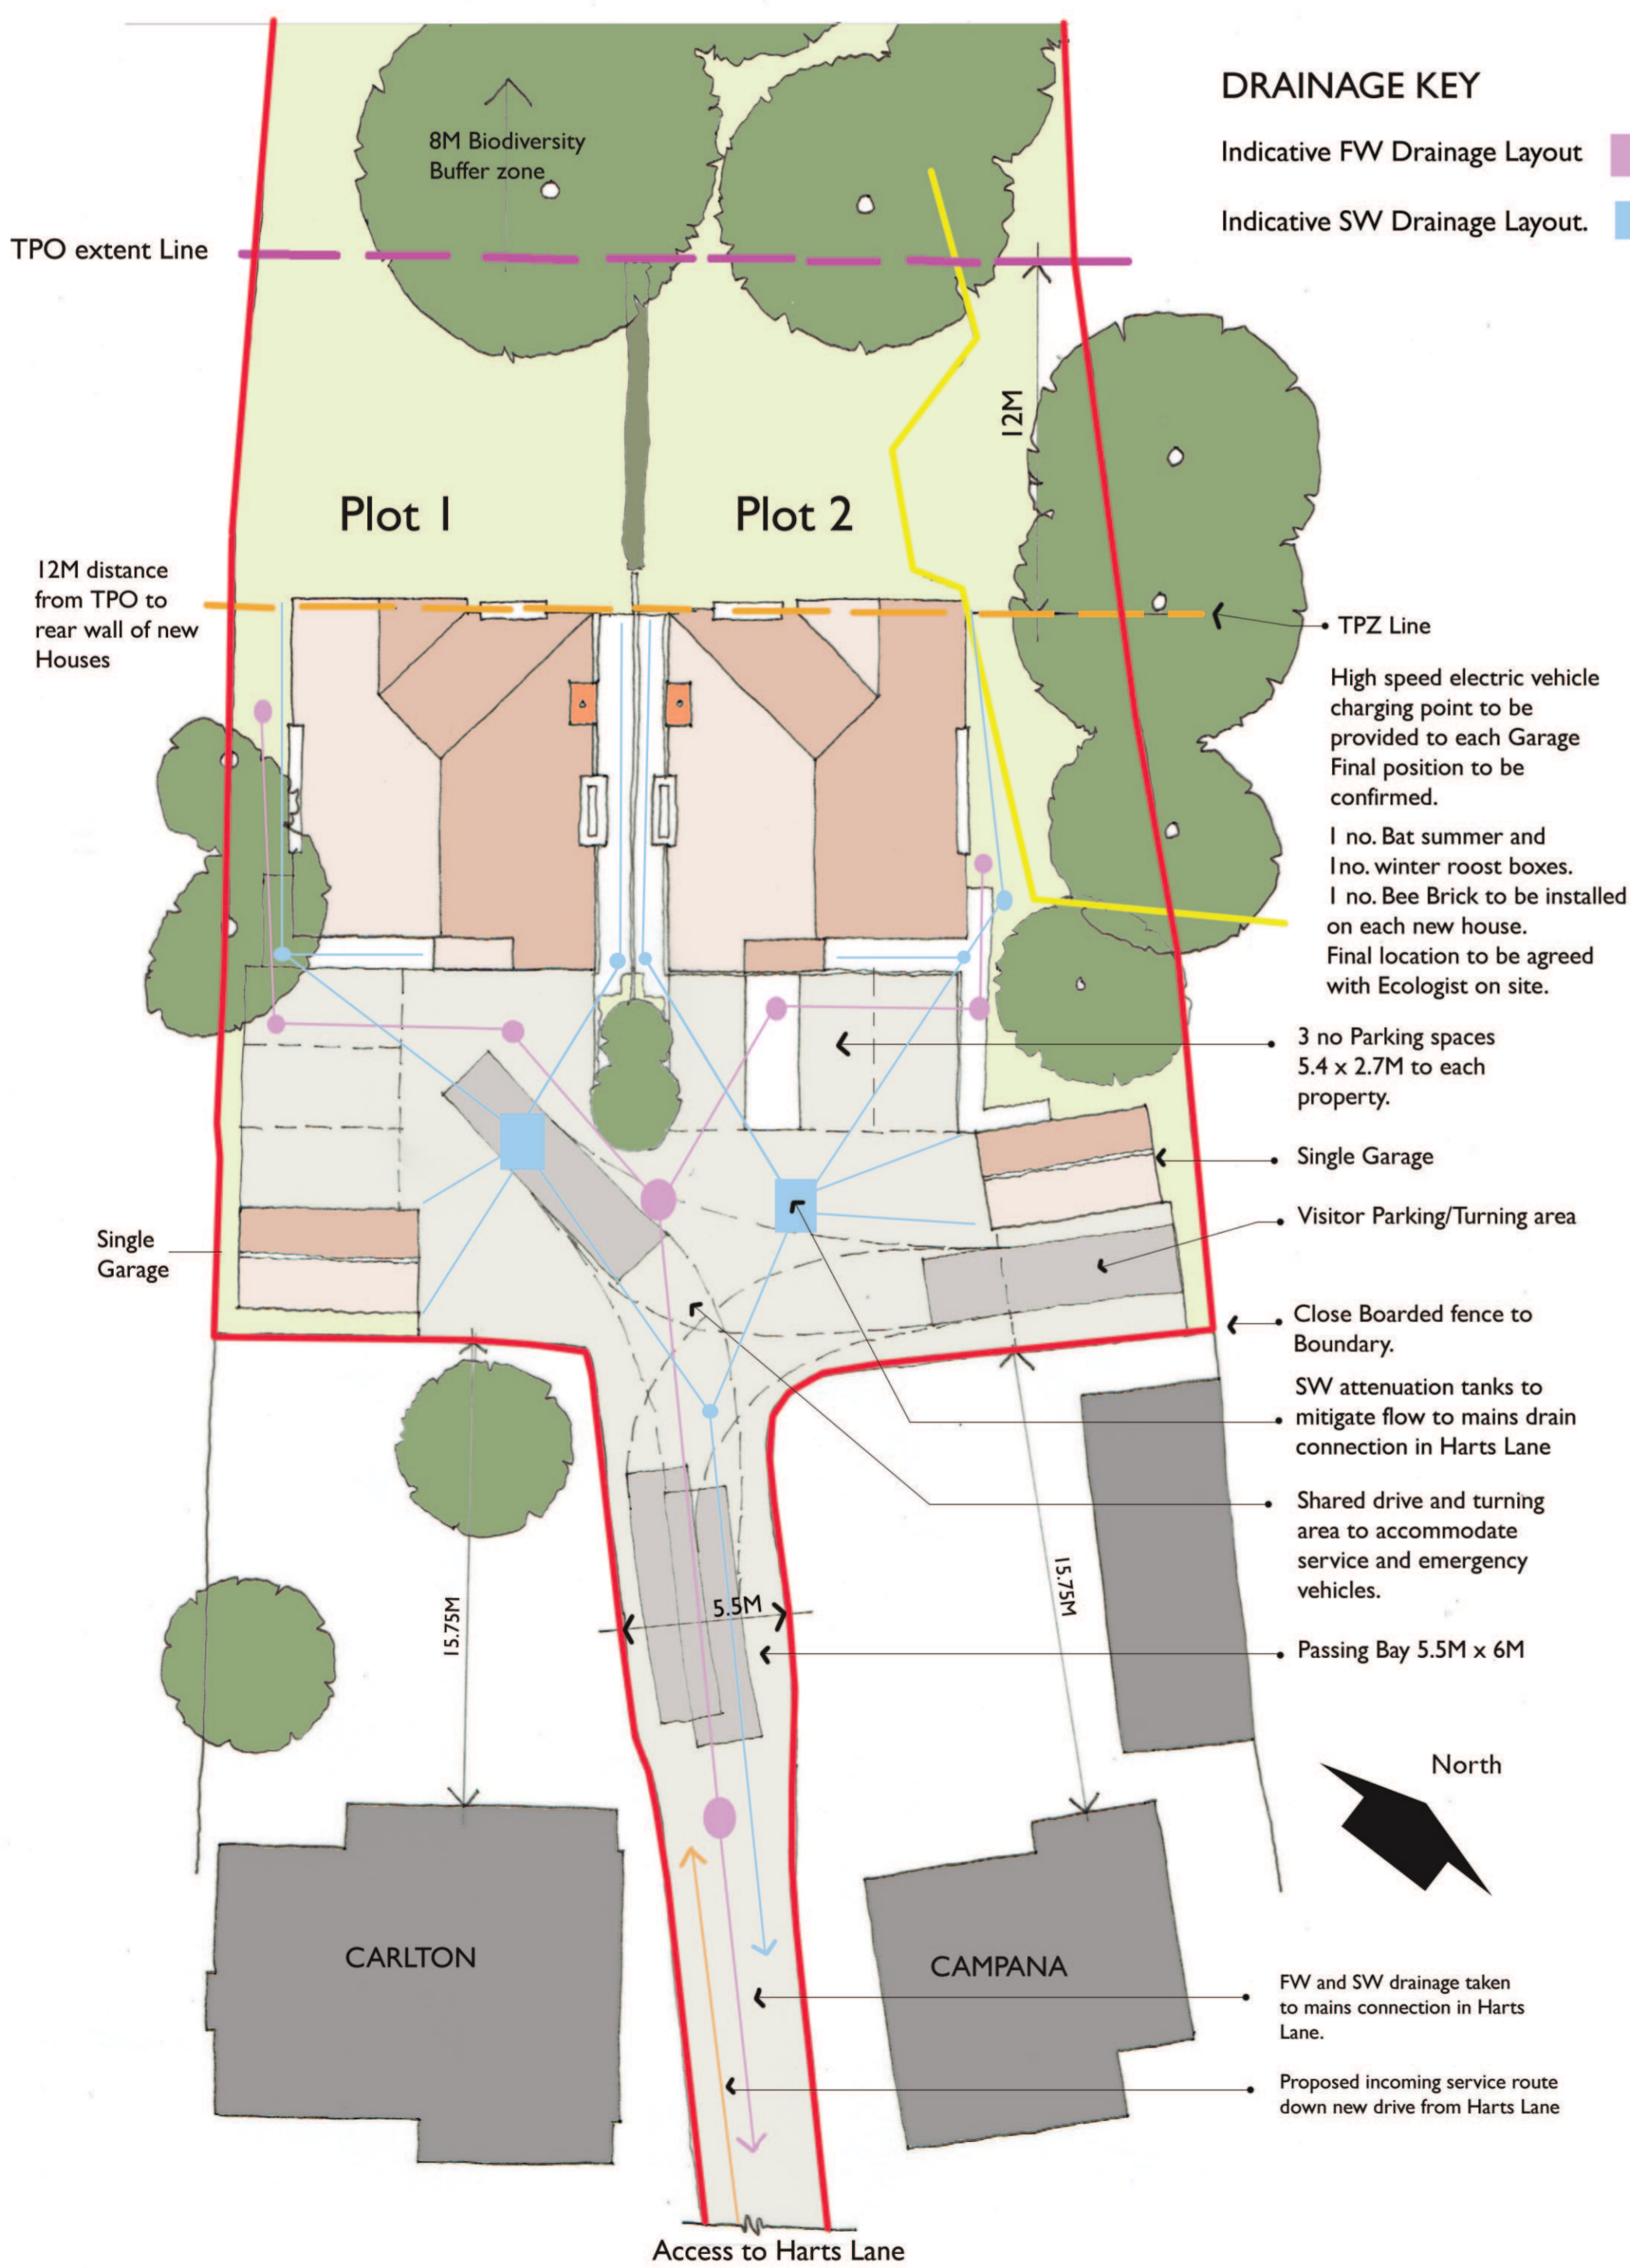 DRAINAGE KEY
Indicative FW Drainage Layout
Indicative SW Drainage Layout.
8M Biodiversity
Buffer zone
TPO extent Line
12M
Plot 1
Plot 2
12M distance
from TPO to
rear wall of new
Houses
TPZ Line
High speed electric vehicle
charging point to be
provided to each Garage
Final position to be
confirmed.
1 no. Bat summer and
1no. winter roost boxes.
1 no. Bee Brick to be installed
on each new house.
Final location to be agreed
with Ecologist on site.
3 no Parking spaces
5.4 x 2.7M to each
property.
Single Garage
Visitor Parking/Turning area
Single
Garage
Close Boarded fence to
Boundary.
SW attenuation tanks to
mitigate flow to mains drain
connection in Harts Lane
Shared drive and turning
area to accommodate
service and emergency
vehicles.
15.75M
5.5M
15.75M
Passing Bay 5.5M x 6M
North
CARLTON
CAMPANA
FW and SW drainage taken
to mains connection in Harts
Lane.
Proposed incoming service route
down new drive from Harts Lane
Access to Harts Lane